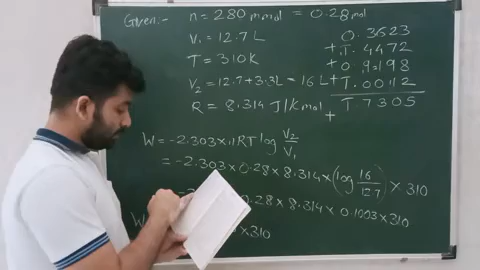 Given:- n = 280 mmol = 0.28 mol
V₁ = 12.7 L
T = 310 K
V₂ = 12.7 + 3.3L = 16 L
R = 8.314 J/K mol
0.3623
+ 1̅.4472
+ 0.9198
+ 1̅.0012
1̅ 7305
+
W = -2.303 × nRT log V₂/V₁
= -2.303 × 0.28 × 8.314 × (log 16/12.7) × 310
0.28 × 8.314 × 0.1003 × 310
× 310